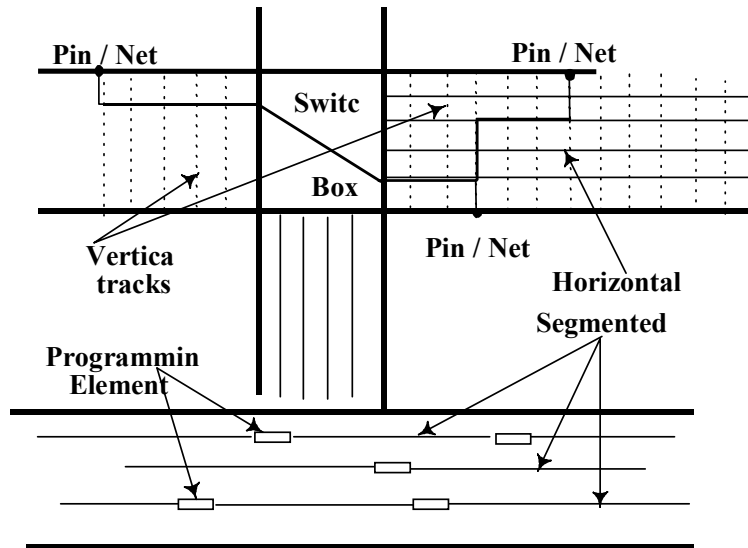 Pin / Net
Pin / Net
Switc
Box
Vertica
tracks
Pin / Net
Horizontal
Segmented
Programmin
Element